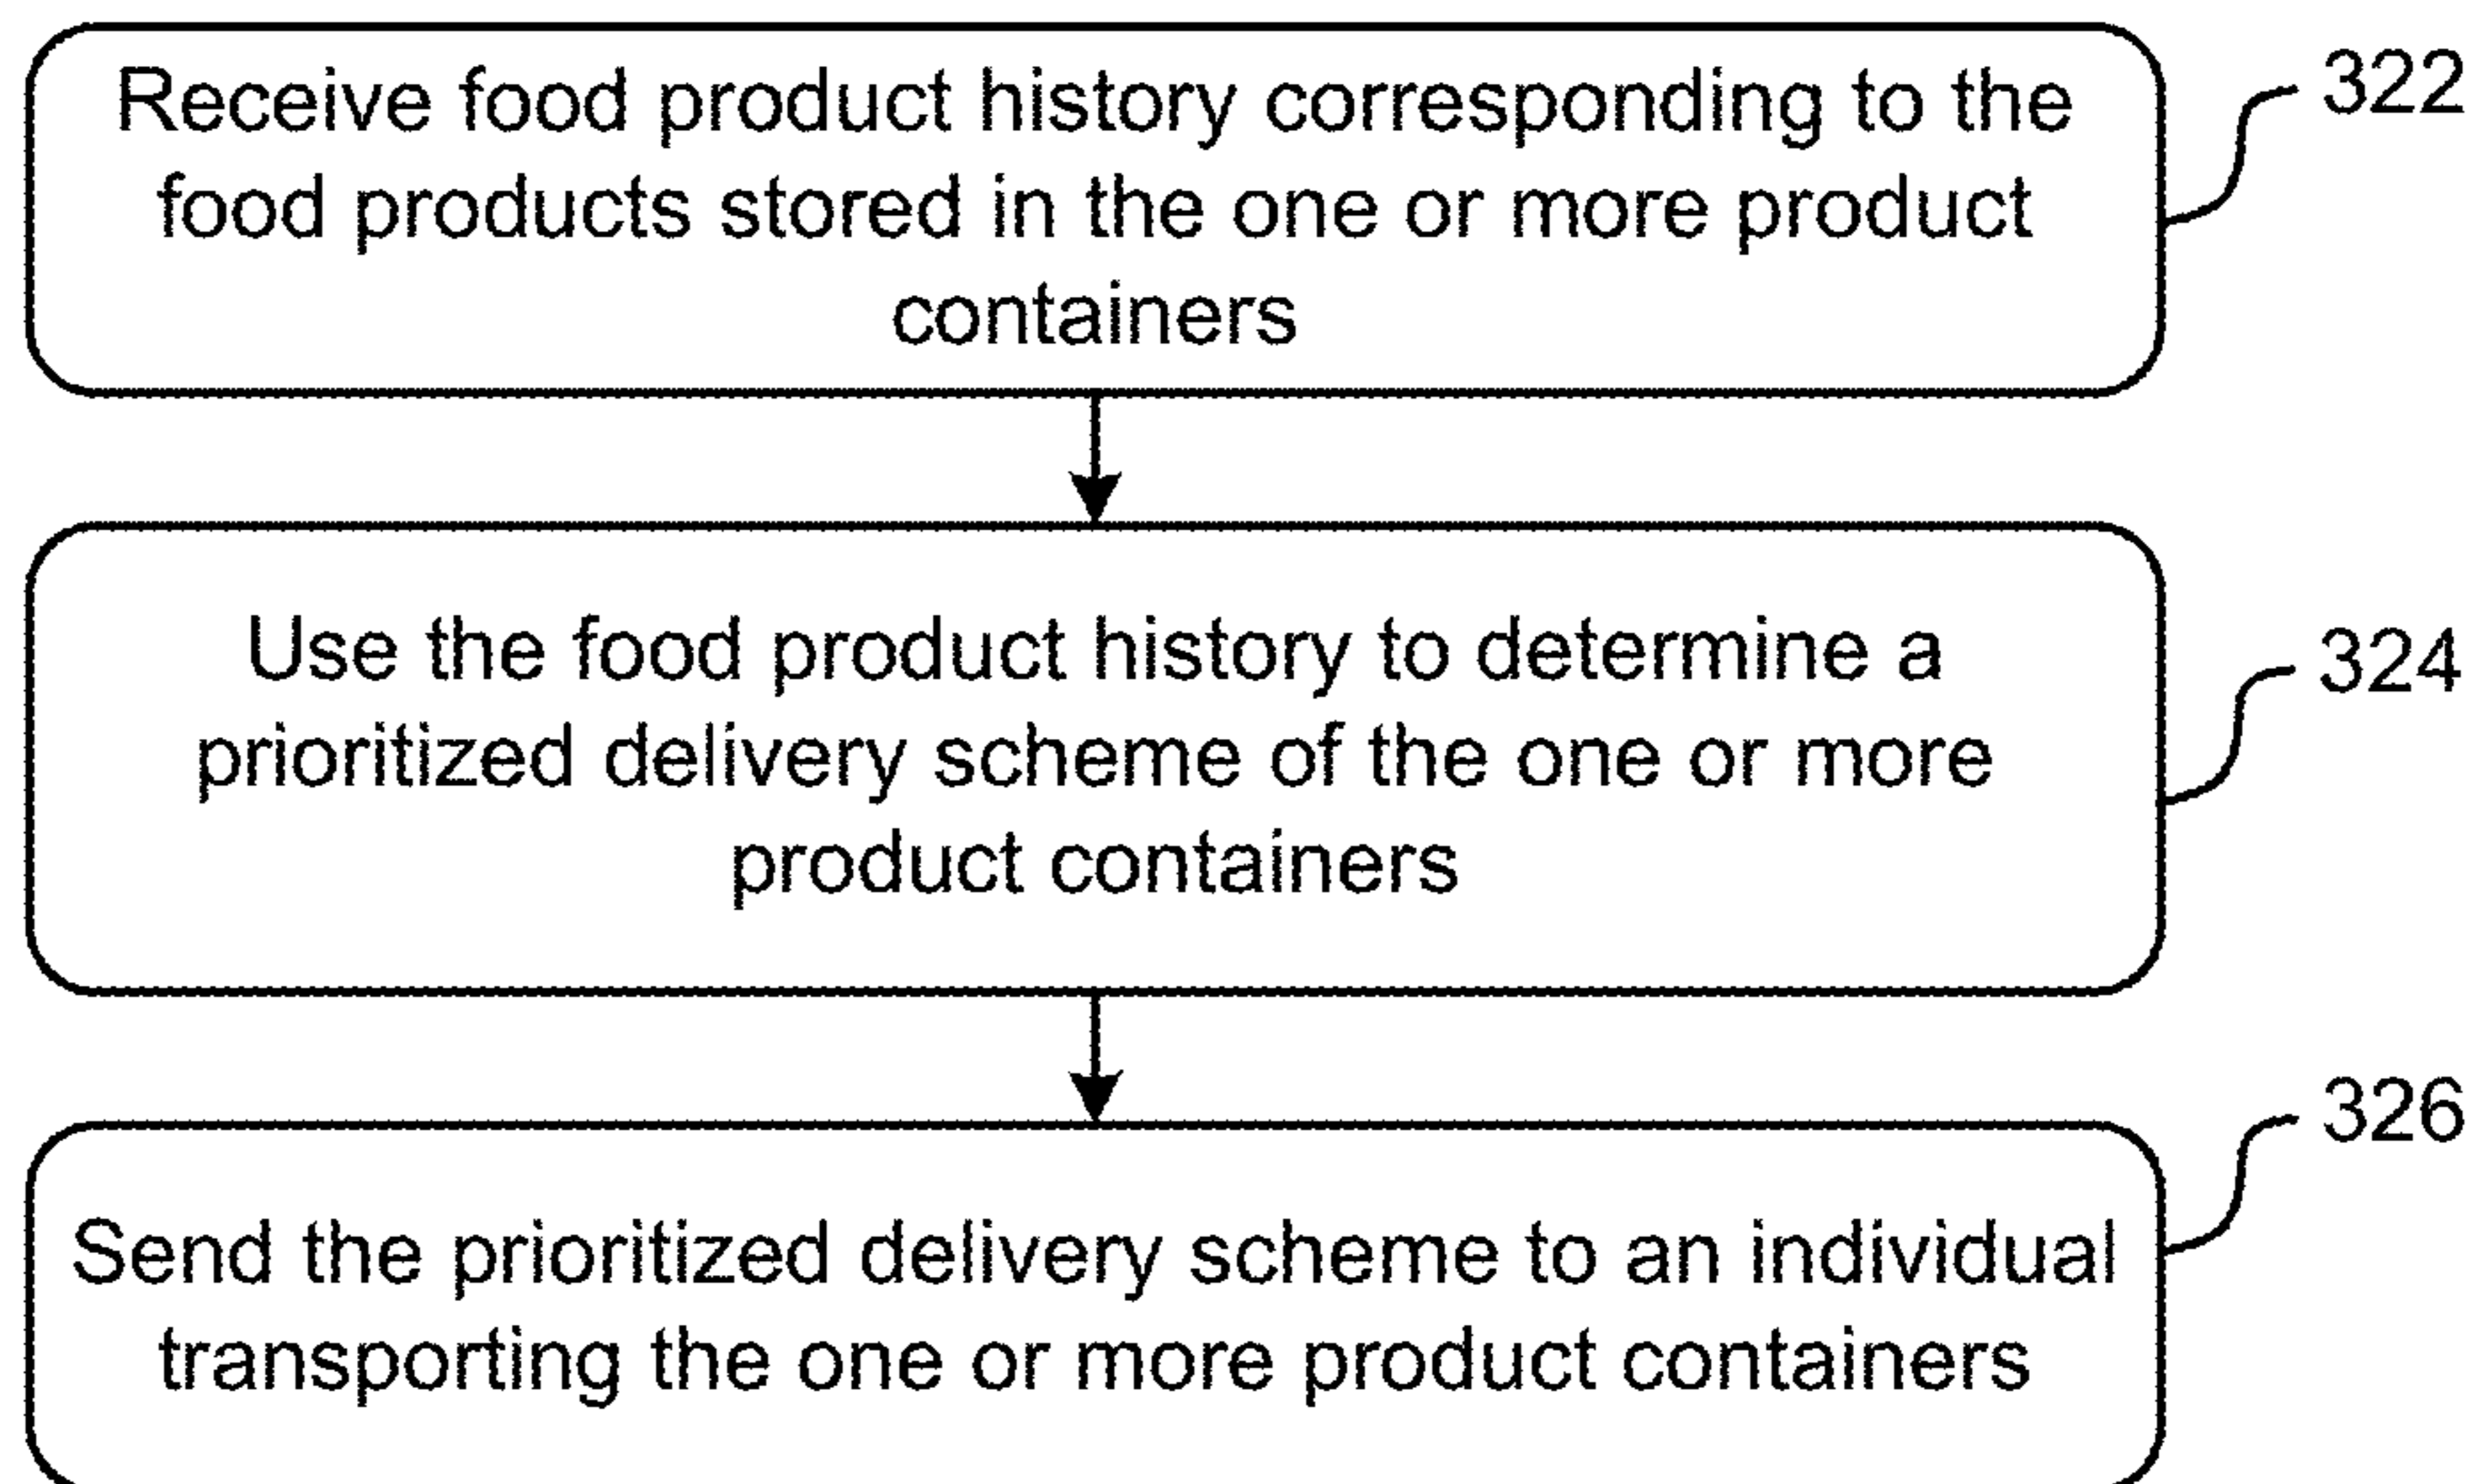 Receive food product history corresponding to the
food products stored in the one or more product
containers
322
Use the food product history to determine a
prioritized delivery scheme of the one or more
product containers
324
Send the prioritized delivery scheme to an individual
transporting the one or more product containers
326